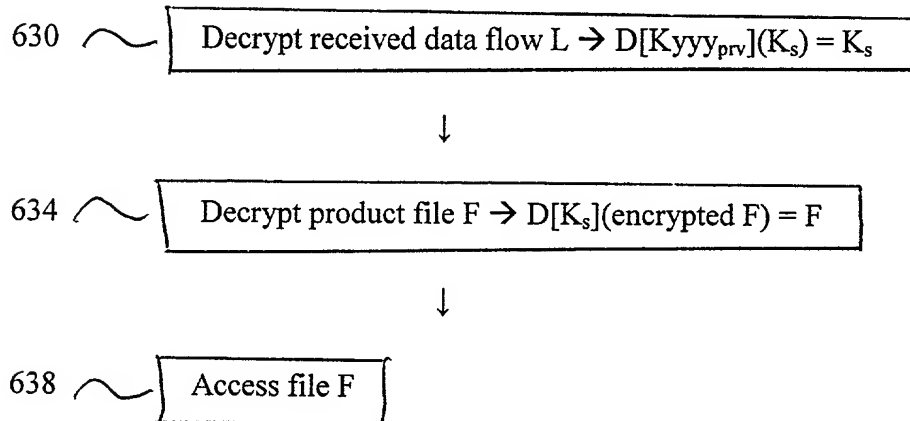 630 Decrypt received data flow L → D[Kyyyprv](Ks) = Ks
↓
634 Decrypt product file F → D[Ks](encrypted F) = F
↓
638 Access file F